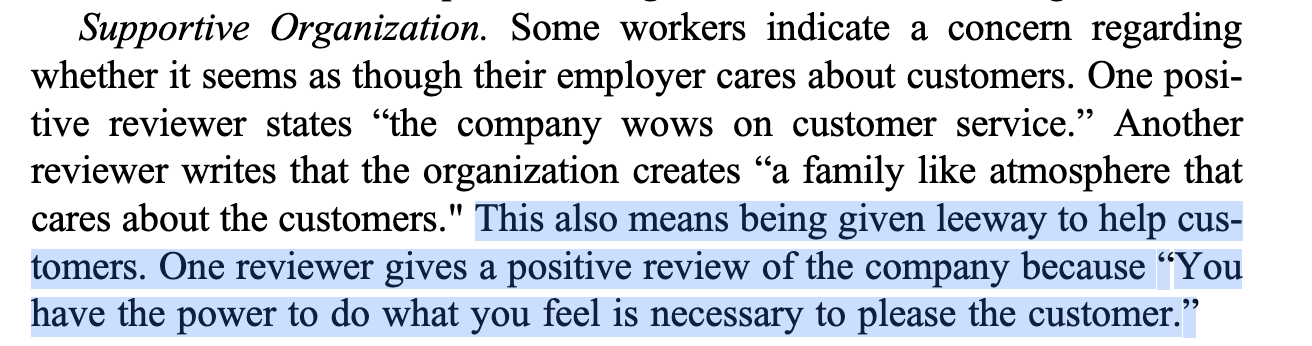 Supportive Organization. Some workers indicate a concern regarding
whether it seems as though their employer cares about customers. One posi-
tive reviewer states “the company wows on customer service.” Another
reviewer writes that the organization creates “a family like atmosphere that
cares about the customers." This also means being given leeway to help cus-
tomers. One reviewer gives a positive review of the company because “You
have the power to do what you feel is necessary to please the customer.”